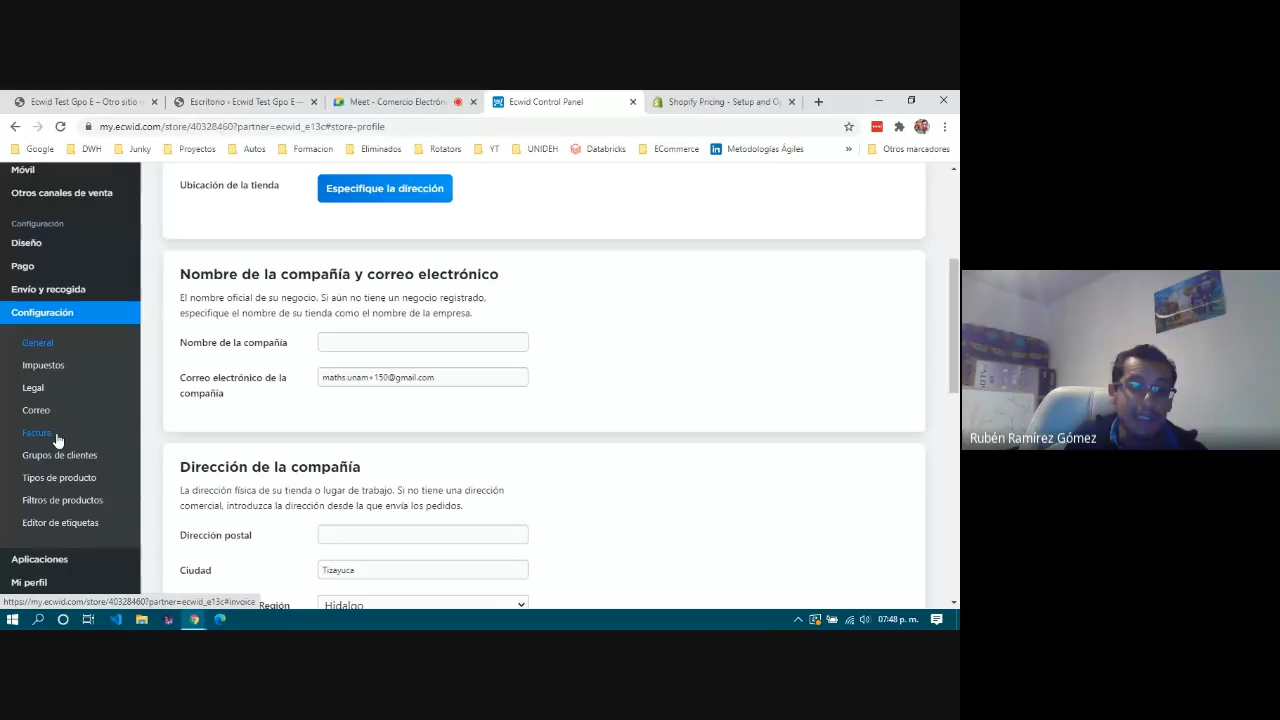 Ecwid Test Gpo E – Otro sitio
Escritorio ‹ Ecwid Test Gpo E —
Meet - Comercio Electrón
Ecwid Control Panel
Shopify Pricing - Setup and O
my.ecwid.com/store/40328460?partner=ecwid_e13c#store-profile
Google
DWH
Junky
Proyectos
Autos
Formacion
Eliminados
Rotators
YT
UNIDEH
Databricks
ECommerce
Metodologías Ágiles
»
Otros marcadores
Móvil
Otros canales de venta
Configuración
Diseño
Pago
Envío y recogida
Configuración
General
Impuestos
Legal
Correo
Factura
Grupos de clientes
Tipos de producto
Filtros de productos
Editor de etiquetas
Aplicaciones
Mi perfil
Ubicación de la tienda
Especifique la dirección
Nombre de la compañía y correo electrónico
El nombre oficial de su negocio. Si aún no tiene un negocio registrado,
especifique el nombre de su tienda como el nombre de la empresa.
Nombre de la compañía
Correo electrónico de la
compañía
maths.unam+150@gmail.com
Dirección de la compañía
La dirección física de su tienda o lugar de trabajo. Si no tiene una dirección
comercial, introduzca la dirección desde la que envía los pedidos.
Dirección postal
Ciudad
Tizayuca
Región
Hidalgo
https://my.ecwid.com/store/40328460?partner=ecwid_e13c#invoice
07:48 p. m.
Rubén Ramírez Gómez